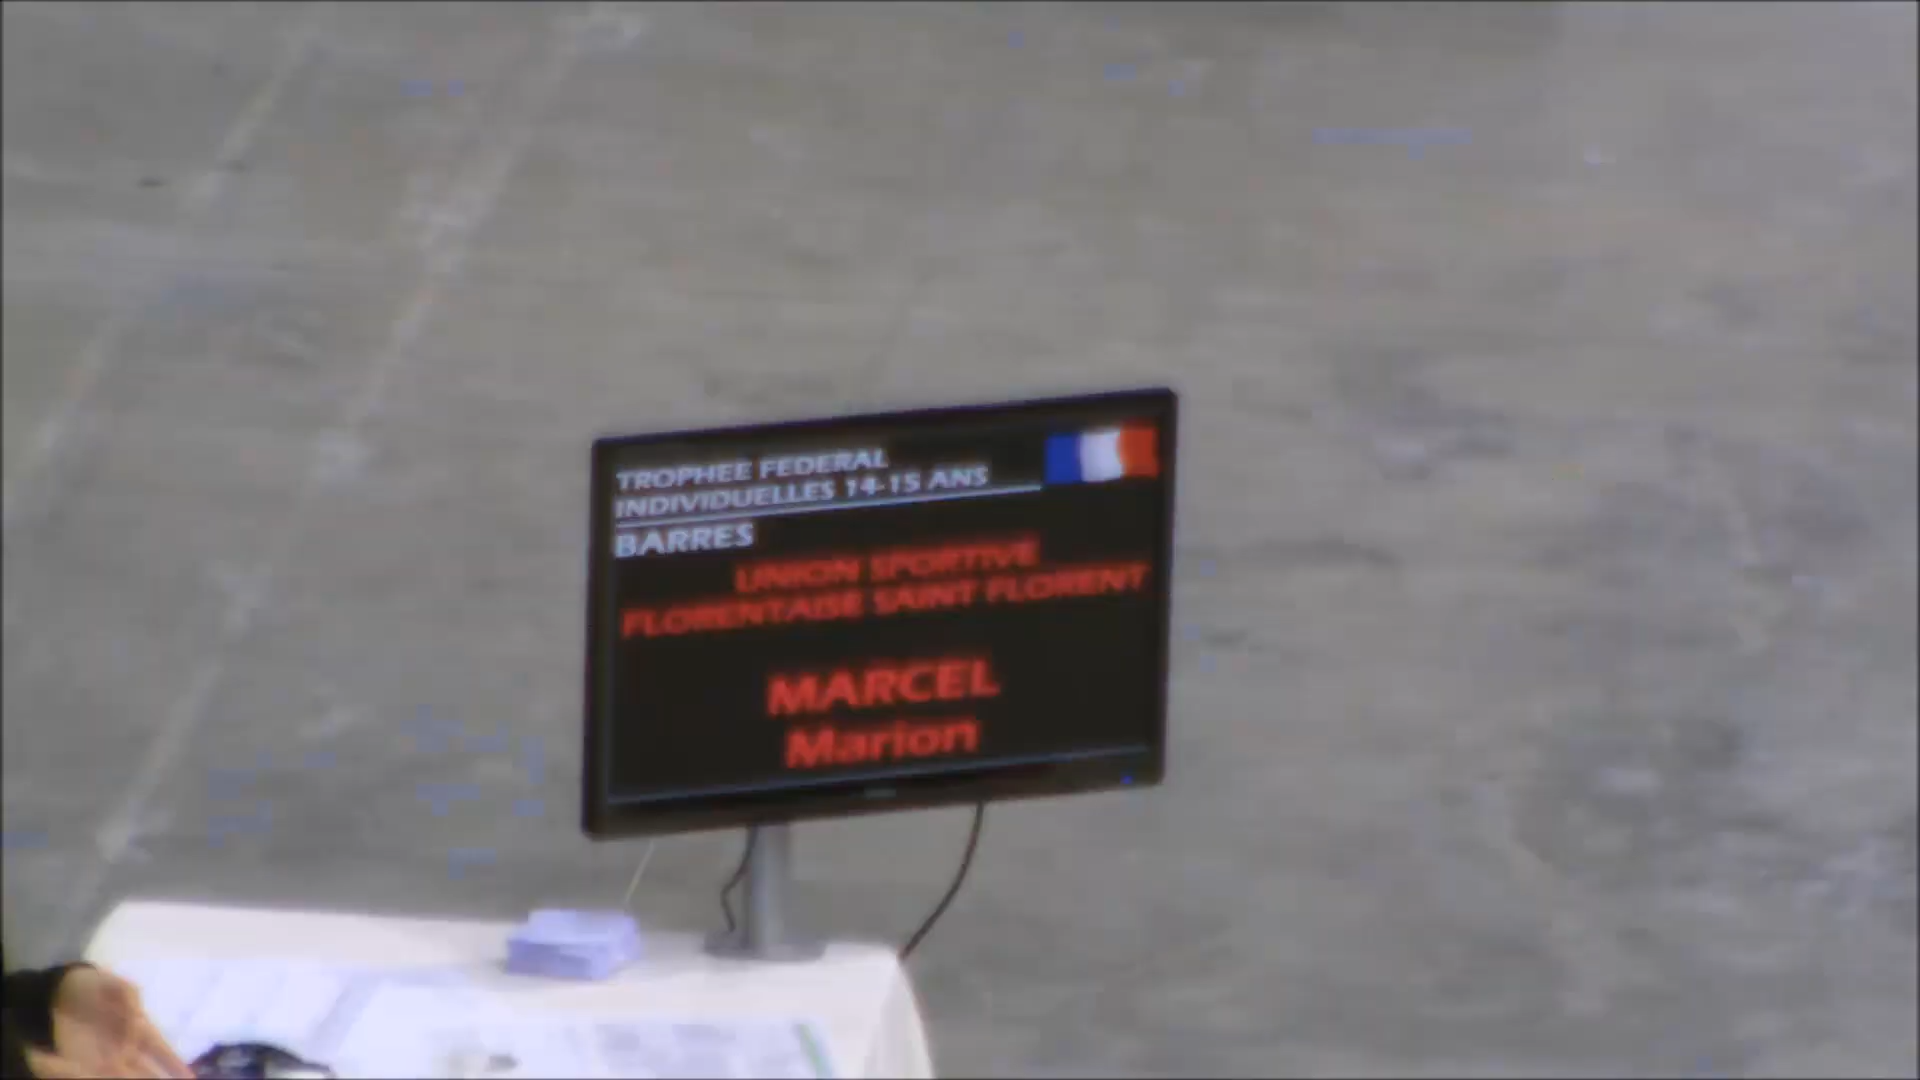 TROPHEE FEDERAL
INDIVIDUELLES 14-15 ANS
BARRES
UNION SPORTIVE
FLORENTAISE SAINT FLORENT
MARCEL
Marion